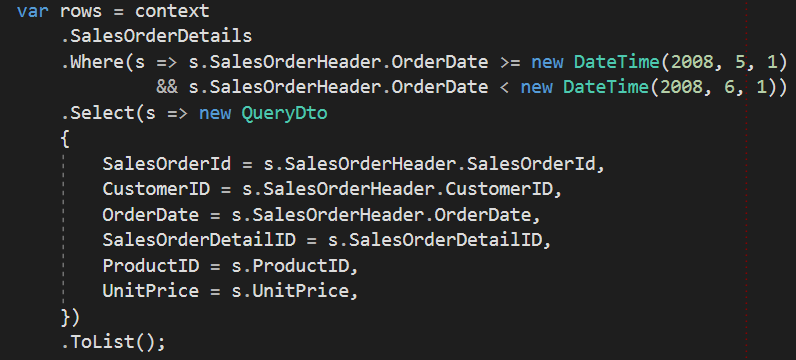 var rows = context
    .SalesOrderDetails
    .Where(s => s.SalesOrderHeader.OrderDate >= new DateTime(2008, 5, 1)
            && s.SalesOrderHeader.OrderDate < new DateTime(2008, 6, 1))
    .Select(s => new QueryDto
    {
        SalesOrderId = s.SalesOrderHeader.SalesOrderId,
        CustomerID = s.SalesOrderHeader.CustomerID,
        OrderDate = s.SalesOrderHeader.OrderDate,
        SalesOrderDetailID = s.SalesOrderDetailID,
        ProductID = s.ProductID,
        UnitPrice = s.UnitPrice,
    })
    .ToList();